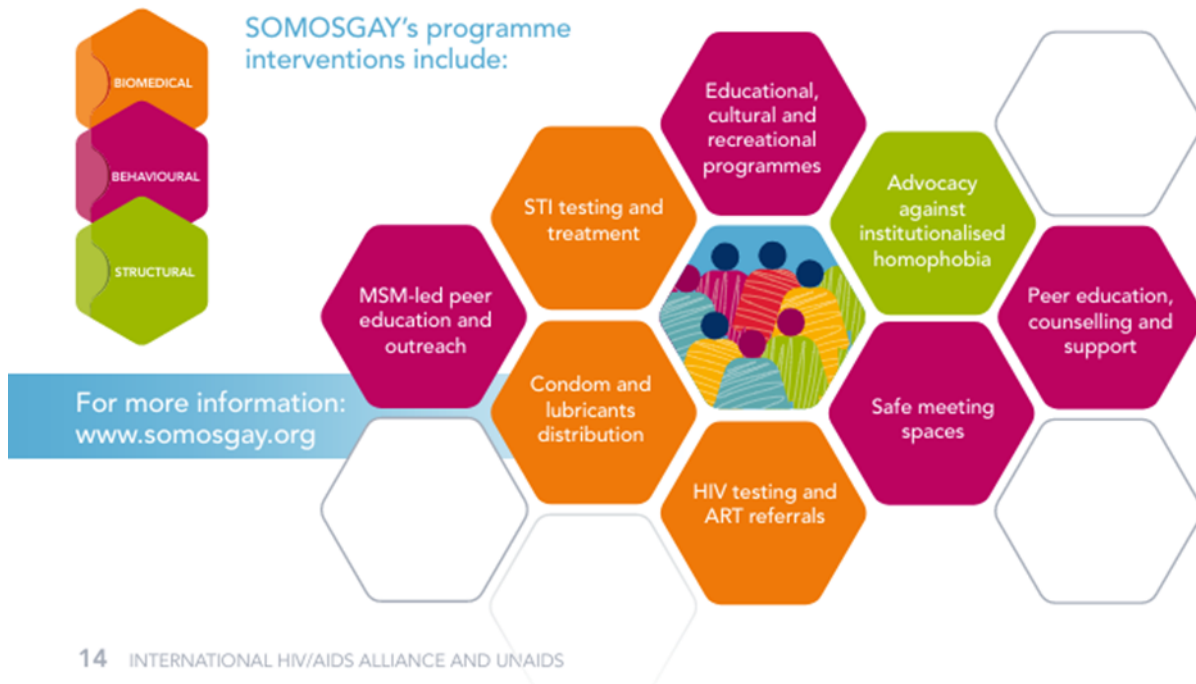 BIOMEDICAL
BEHAVIOURAL
STRUCTURAL
SOMOSGAY’s programme
interventions include:
Educational,
cultural and
recreational
programmes
STI testing and
treatment
Advocacy
against
institutionalised
homophobia
MSM-led peer
education and
outreach
Peer education,
counselling and
support
Condom and
lubricants
distribution
Safe meeting
spaces
HIV testing and
ART referrals
For more information:
www.somosgay.org
14 INTERNATIONAL HIV/AIDS ALLIANCE AND UNAIDS